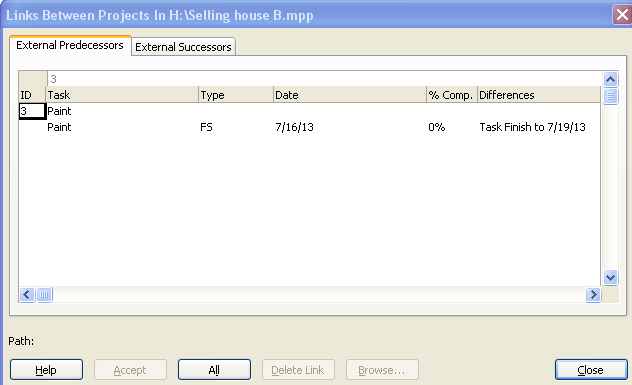 Links Between Projects In H:\Selling house B.mpp
External Predecessors External Successors
3
ID Task Type Date % Comp. Differences
3 Paint
Paint FS 7/16/13 0% Task Finish to 7/19/13
Path:
Help Accept All Delete Link Browse... Close